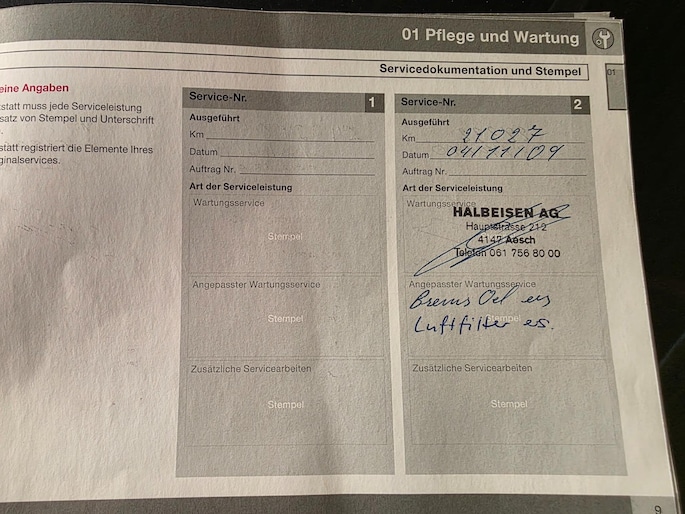 01 Pflege und Wartung
Servicedokumentation und Stempel
01
eine Angaben
statt muss jede Serviceleistung
satz von Stempel und Unterschrift
statt registriert die Elemente Ihres
ginalservices.
Service-Nr. 1
Ausgeführt
Km
Datum
Auftrag Nr.
Art der Serviceleistung
Wartungsservice
Stempel
Angepasster Wartungsservice
Stempel
Zusätzliche Servicearbeiten
Stempel
Service-Nr. 2
Ausgeführt
Km 21027
Datum 04/11/09
Auftrag Nr.
Art der Serviceleistung
Wartungsservice
HALBEISEN AG
Hauptstrasse 212
4147 Aesch
Telefon 061 756 80 00
Angepasster Wartungsservice
Brems Oel ers
Stempel
Luftfilter ers.
Zusätzliche Servicearbeiten
Stempel
9